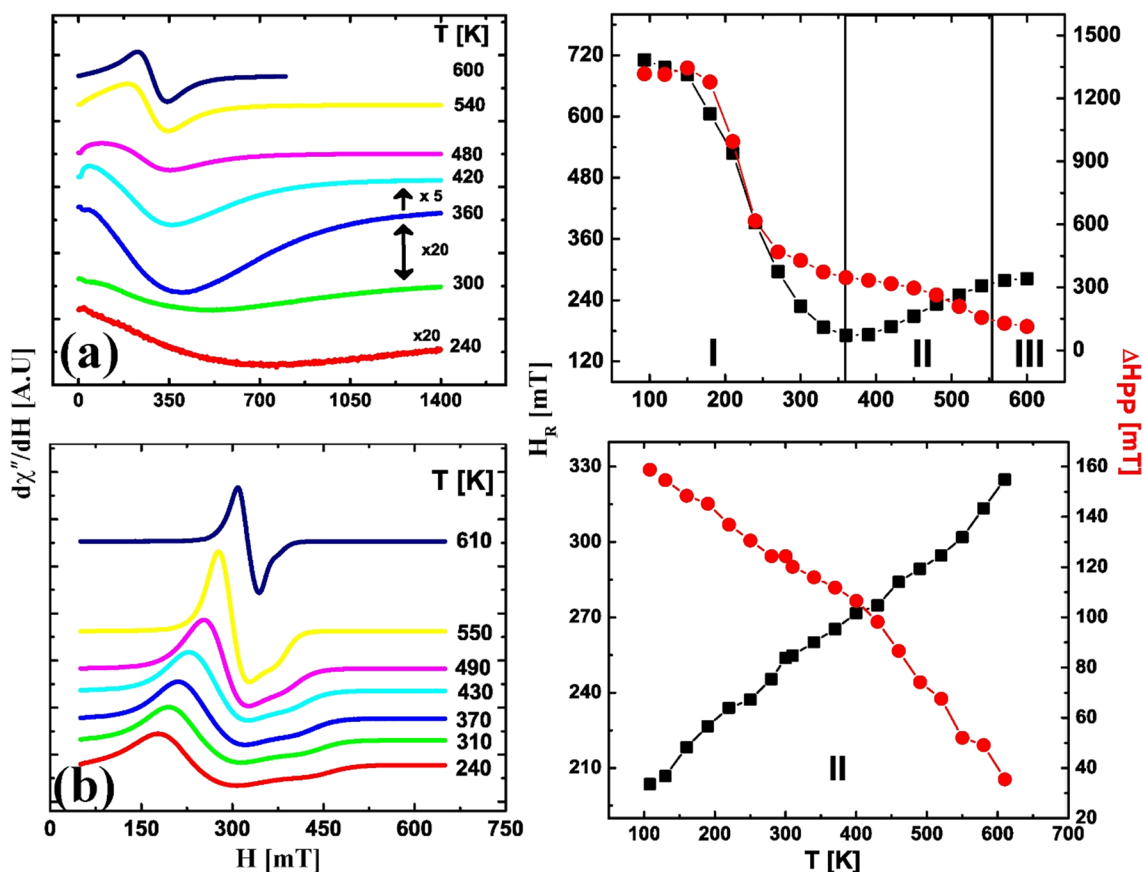 T [K]
600
540
480
420
x 5
360
x20
300
x20
240
(a)
0 350 700 1050 1400
dχ″/dH [A.U]
T [K]
610
550
490
430
370
310
240
(b)
0 150 300 450 600 750
H [mT]
720
600
480
360
240
120
H_R [mT]
1500
1200
900
600
300
0
ΔHPP [mT]
I II III
100 200 300 400 500 600
330
300
270
240
210
160
140
120
100
80
60
40
20
II
100 200 300 400 500 600 700
T [K]